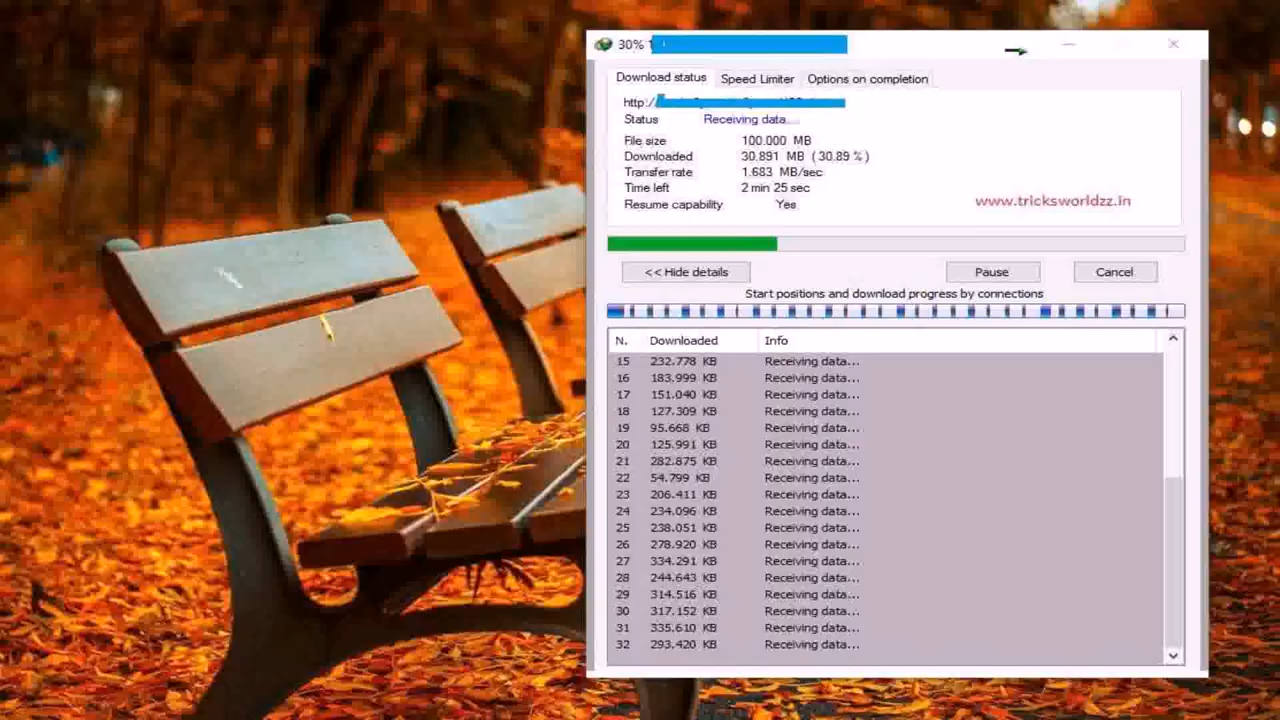 30%
Download status Speed Limiter Options on completion
http:/
Status Receiving data...
File size 100.000 MB
Downloaded 30.891 MB ( 30.89 % )
Transfer rate 1.683 MB/sec
Time left 2 min 25 sec
Resume capability Yes
www.tricksworldzz.in
<< Hide details Pause Cancel
Start positions and download progress by connections
N. Downloaded Info
15 232.778 KB Receiving data...
16 183.999 KB Receiving data...
17 151.040 KB Receiving data...
18 127.309 KB Receiving data...
19 95.668 KB Receiving data...
20 125.991 KB Receiving data...
21 282.875 KB Receiving data...
22 54.799 KB Receiving data...
23 206.411 KB Receiving data...
24 234.096 KB Receiving data...
25 238.051 KB Receiving data...
26 278.920 KB Receiving data...
27 334.291 KB Receiving data...
28 244.643 KB Receiving data...
29 314.516 KB Receiving data...
30 317.152 KB Receiving data...
31 335.610 KB Receiving data...
32 293.420 KB Receiving data...